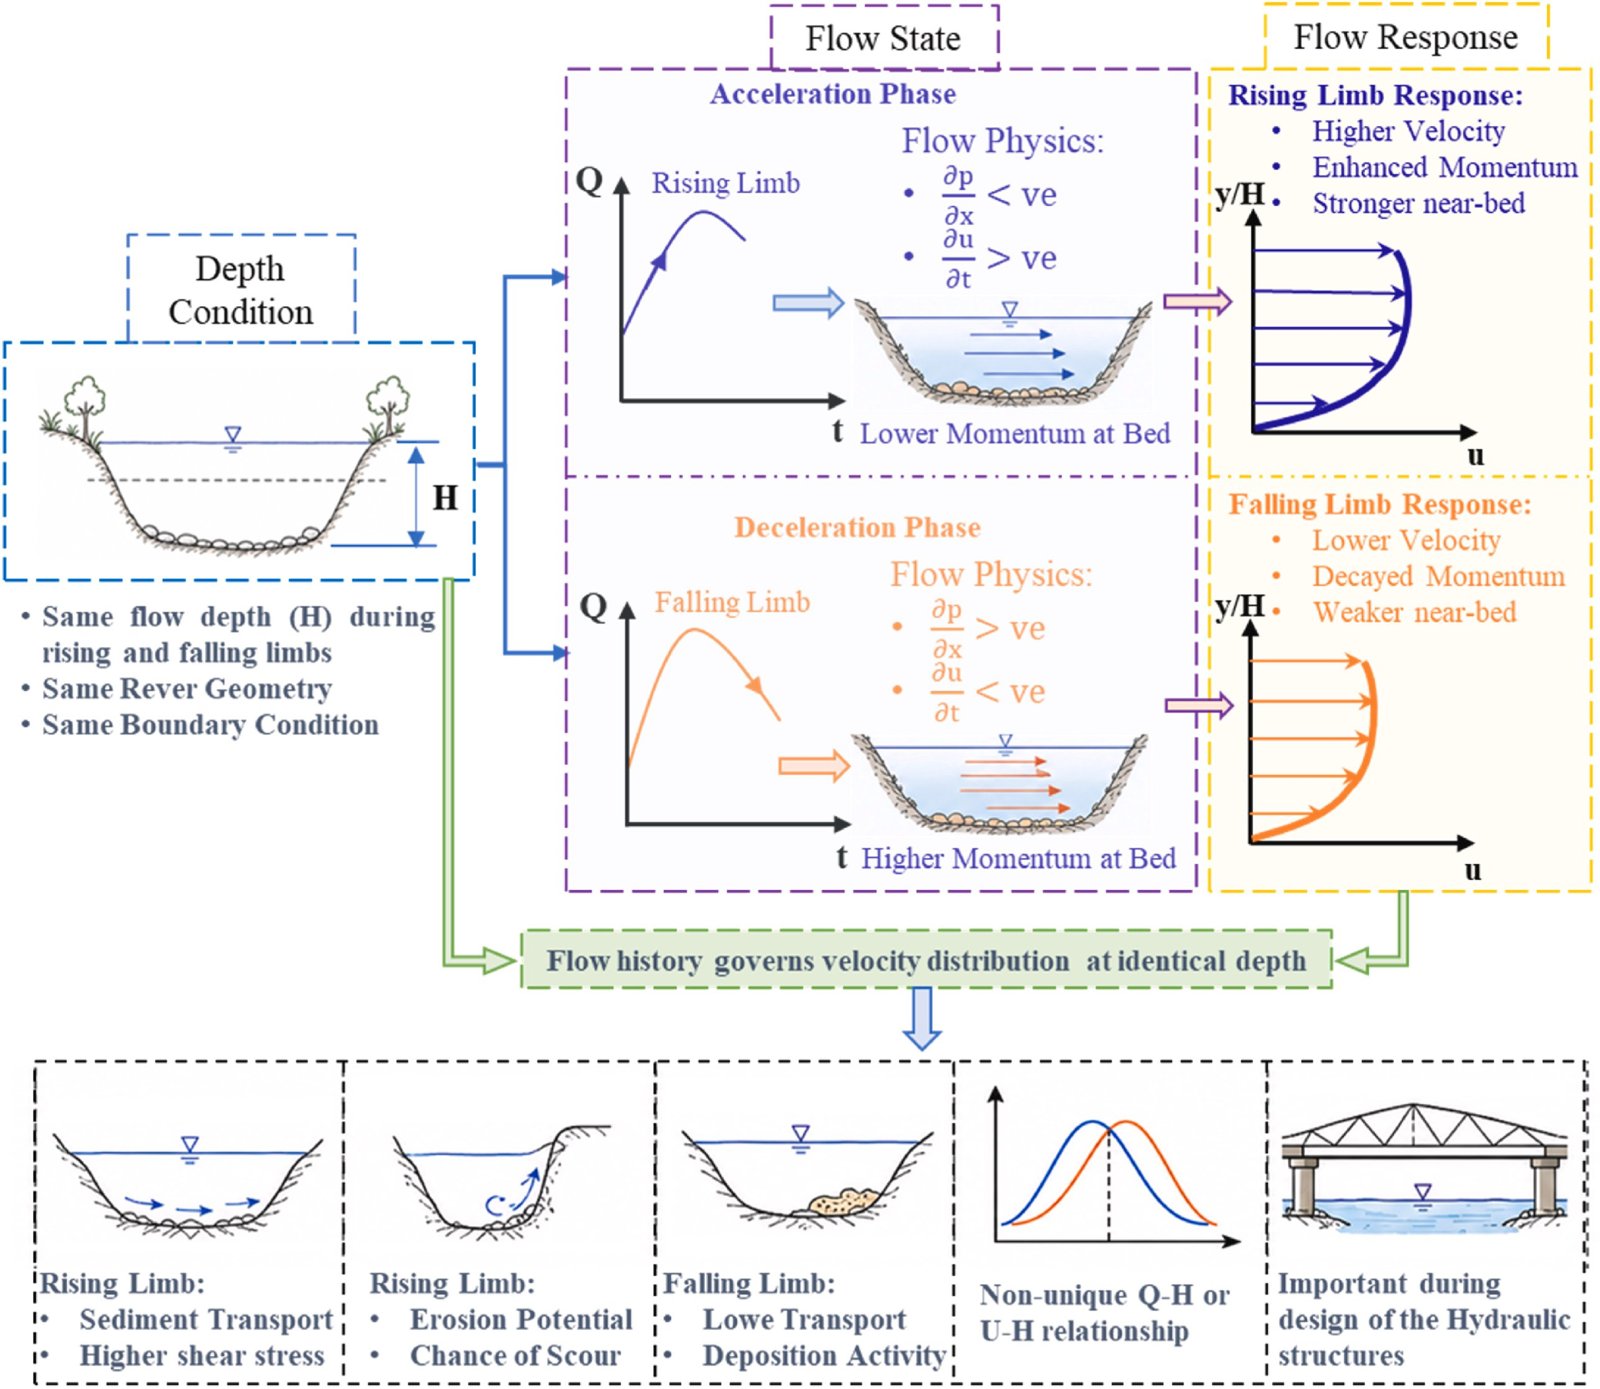 Flow State
Flow Response
Depth
Condition
H
• Same flow depth (H) during
rising and falling limbs
• Same Rever Geometry
• Same Boundary Condition
Acceleration Phase
Q
Rising Limb
t
Flow Physics:
• ∂p/∂x < ve
• ∂u/∂t > ve
Lower Momentum at Bed
Rising Limb Response:
• Higher Velocity
• Enhanced Momentum
• Stronger near-bed
y/H
u
Deceleration Phase
Q
Falling Limb
t
Flow Physics:
• ∂p/∂x > ve
• ∂u/∂t < ve
Higher Momentum at Bed
Falling Limb Response:
• Lower Velocity
• Decayed Momentum
• Weaker near-bed
y/H
u
Flow history governs velocity distribution at identical depth
Rising Limb:
• Sediment Transport
• Higher shear stress
Rising Limb:
• Erosion Potential
• Chance of Scour
Falling Limb:
• Lowe Transport
• Deposition Activity
Non-unique Q-H or
U-H relationship
Important during
design of the Hydraulic
structures